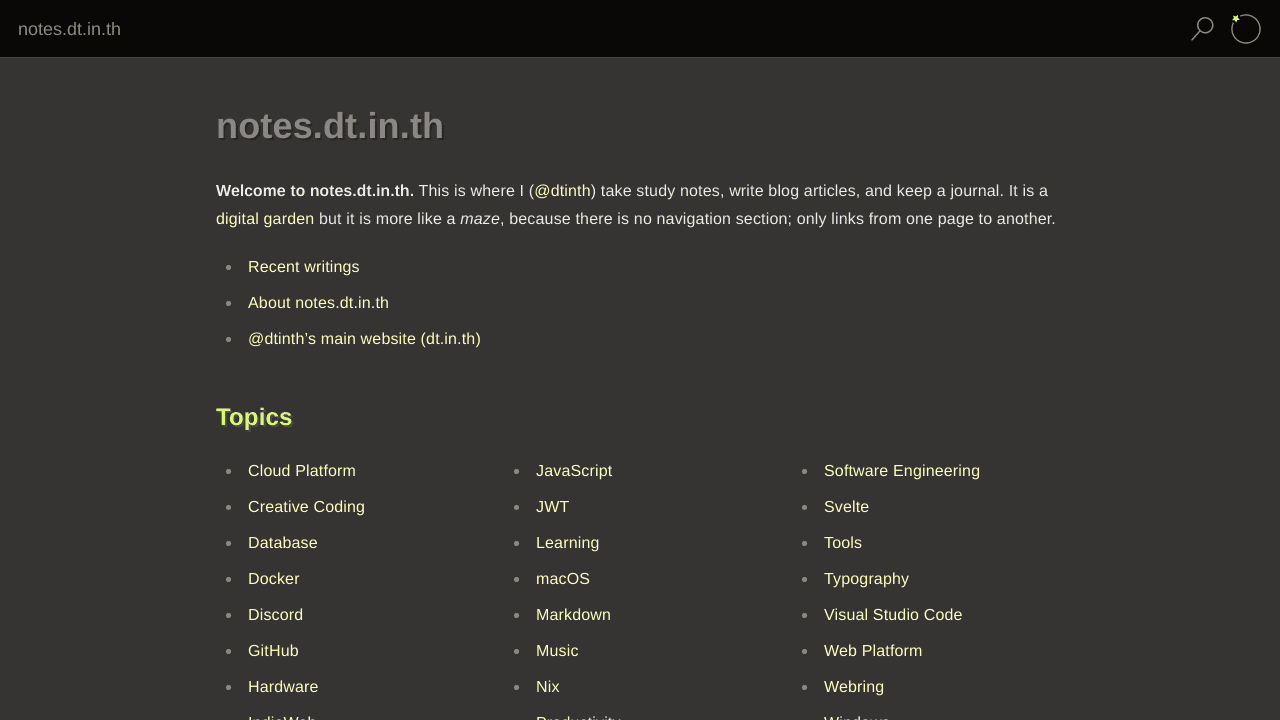 notes.dt.in.th
notes.dt.in.th
Welcome to notes.dt.in.th. This is where I (@dtinth) take study notes, write blog articles, and keep a journal. It is a
digital garden but it is more like a maze, because there is no navigation section; only links from one page to another.
Recent writings
About notes.dt.in.th
@dtinth’s main website (dt.in.th)
Topics
Cloud Platform
Creative Coding
Database
Docker
Discord
GitHub
Hardware
IndieWeb
JavaScript
JWT
Learning
macOS
Markdown
Music
Nix
Productivity
Software Engineering
Svelte
Tools
Typography
Visual Studio Code
Web Platform
Webring
Windows